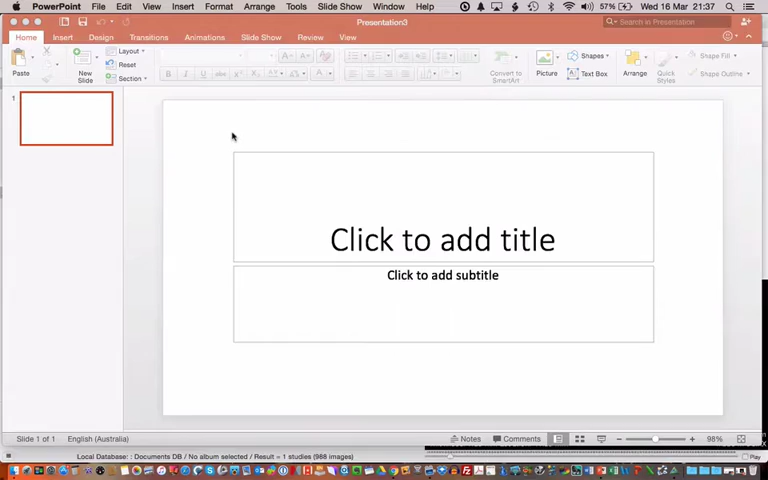 PowerPoint File Edit View Insert Format Arrange Tools Slide Show Window Help 57% Wed 16 Mar 21:37
Presentation3 Search in Presentation
Home Insert Design Transitions Animations Slide Show Review View
Paste New Slide Layout Reset Section Convert to SmartArt Picture Shapes Text Box Arrange Quick Styles Shape Fill Shape Outline
1
Click to add title
Click to add subtitle
Slide 1 of 1 English (Australia) Notes Comments 98%
Local Database: : Documents DB / No album selected / Result = 1 studies (988 images) Play